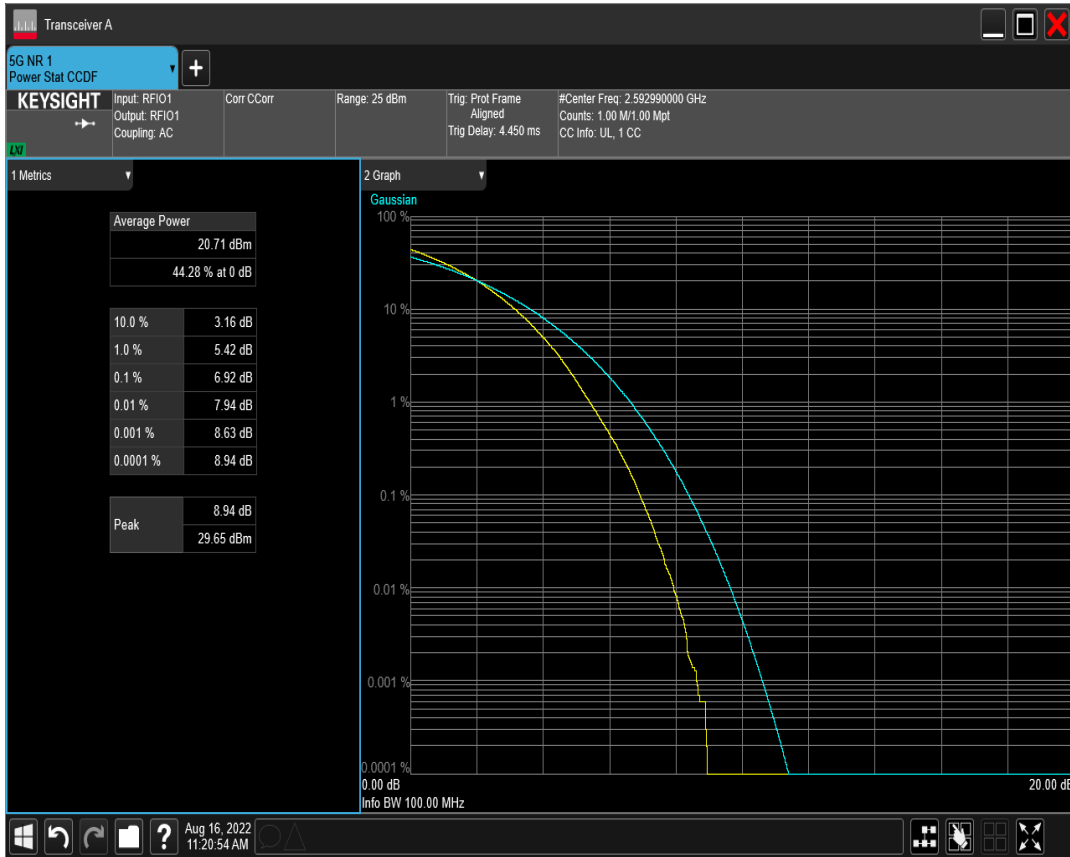 Transceiver A
5G NR 1
Power Stat CCDF
+
KEYSIGHT
LXI
Input: RFIO1
Output: RFIO1
Coupling: AC
Corr CCorr
Range: 25 dBm
Trig: Prot Frame
Aligned
Trig Delay: 4.450 ms
#Center Freq: 2.592990000 GHz
Counts: 1.00 M/1.00 Mpt
CC Info: UL, 1 CC
1 Metrics
Average Power
20.71 dBm
44.28 % at 0 dB
10.0 % 3.16 dB
1.0 % 5.42 dB
0.1 % 6.92 dB
0.01 % 7.94 dB
0.001 % 8.63 dB
0.0001 % 8.94 dB
Peak
8.94 dB
29.65 dBm
2 Graph
Gaussian
100 %
10 %
1 %
0.1 %
0.01 %
0.001 %
0.0001 %
0.00 dB 20.00 dB
Info BW 100.00 MHz
?
Aug 16, 2022
11:20:54 AM